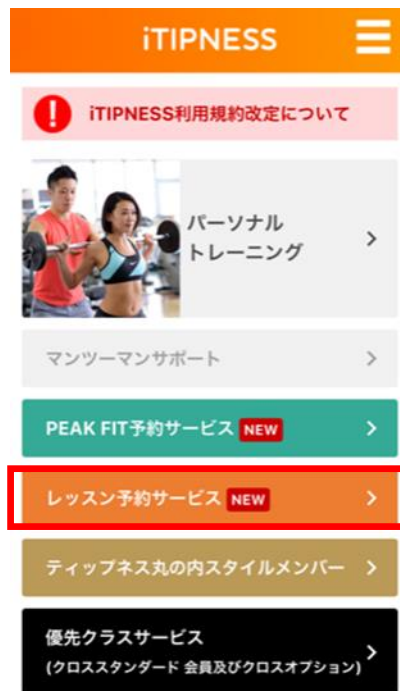 iTIPNESS
iTIPNESS利用規約改定について
パーソナル
トレーニング
マンツーマンサポート
PEAK FIT予約サービス NEW
レッスン予約サービス NEW
ティップネス丸の内スタイルメンバー
優先クラスサービス
(クロススタンダード 会員及びクロスオプション)